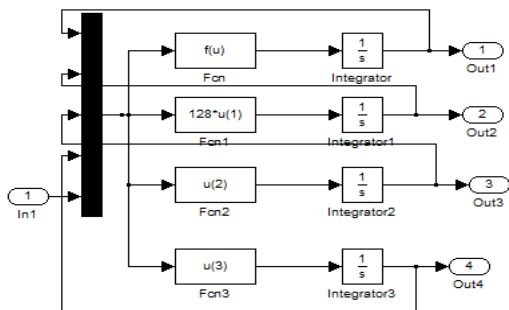 f(u)
Fcn
1
s
Integrator
1
Out1
128*u(1)
Fcn1
1
s
Integrator1
2
Out2
1
In1
u(2)
Fcn2
1
s
Integrator2
3
Out3
u(3)
Fcn3
1
s
Integrator3
4
Out4